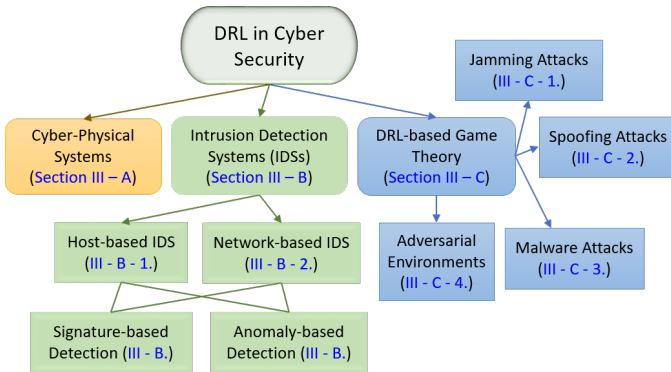 DRL in Cyber
Security
Cyber-Physical
Systems
(Section III – A)
Intrusion Detection
Systems (IDSs)
(Section III – B)
DRL-based Game
Theory
(Section III – C)
Jamming Attacks
(III - C - 1.)
Spoofing Attacks
(III - C - 2.)
Malware Attacks
(III - C - 3.)
Adversarial
Environments
(III - C - 4.)
Host-based IDS
(III - B - 1.)
Network-based IDS
(III - B - 2.)
Signature-based
Detection (III - B.)
Anomaly-based
Detection (III - B.)